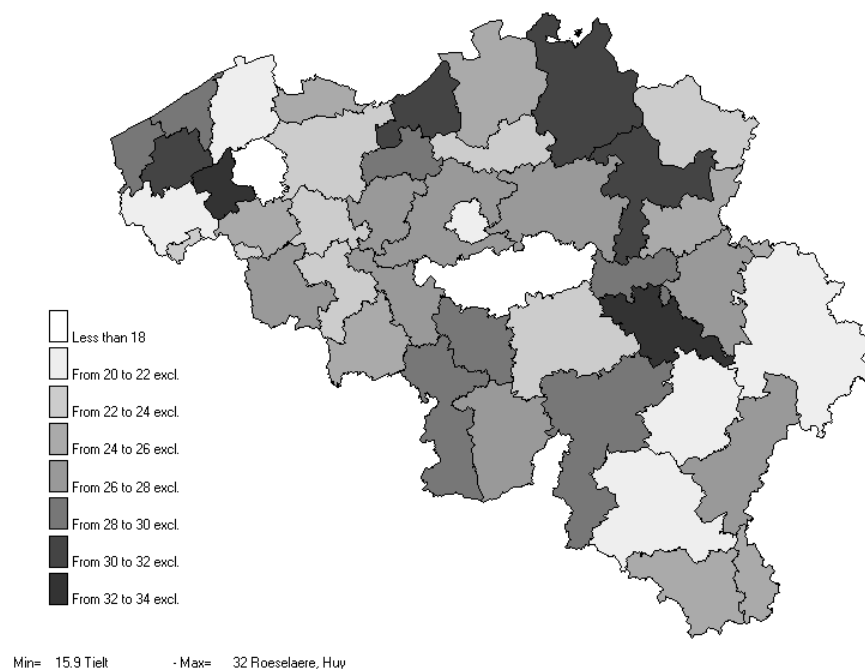 Less than 18
From 20 to 22 excl.
From 22 to 24 excl.
From 24 to 26 excl.
From 26 to 28 excl.
From 28 to 30 excl.
From 30 to 32 excl.
From 32 to 34 excl.
Min= 15.9 Tielt - Max= 32 Roeselaere, Huy